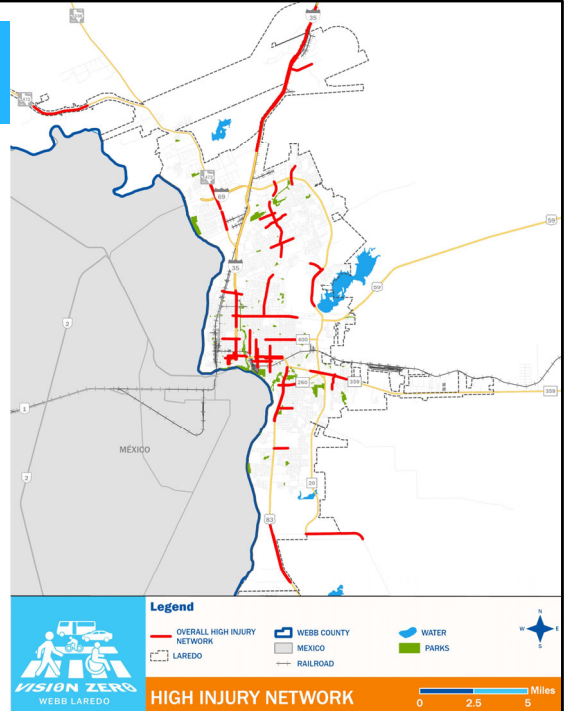 35
69
35
59
59
400
260
359
359
20
83
2
1
2
MÉXICO
VISION ZERO
WEBB LAREDO
Legend
OVERALL HIGH INJURY
NETWORK
LAREDO
WEBB COUNTY
MEXICO
RAILROAD
WATER
PARKS
N
W E
S
HIGH INJURY NETWORK
Miles
0 2.5 5